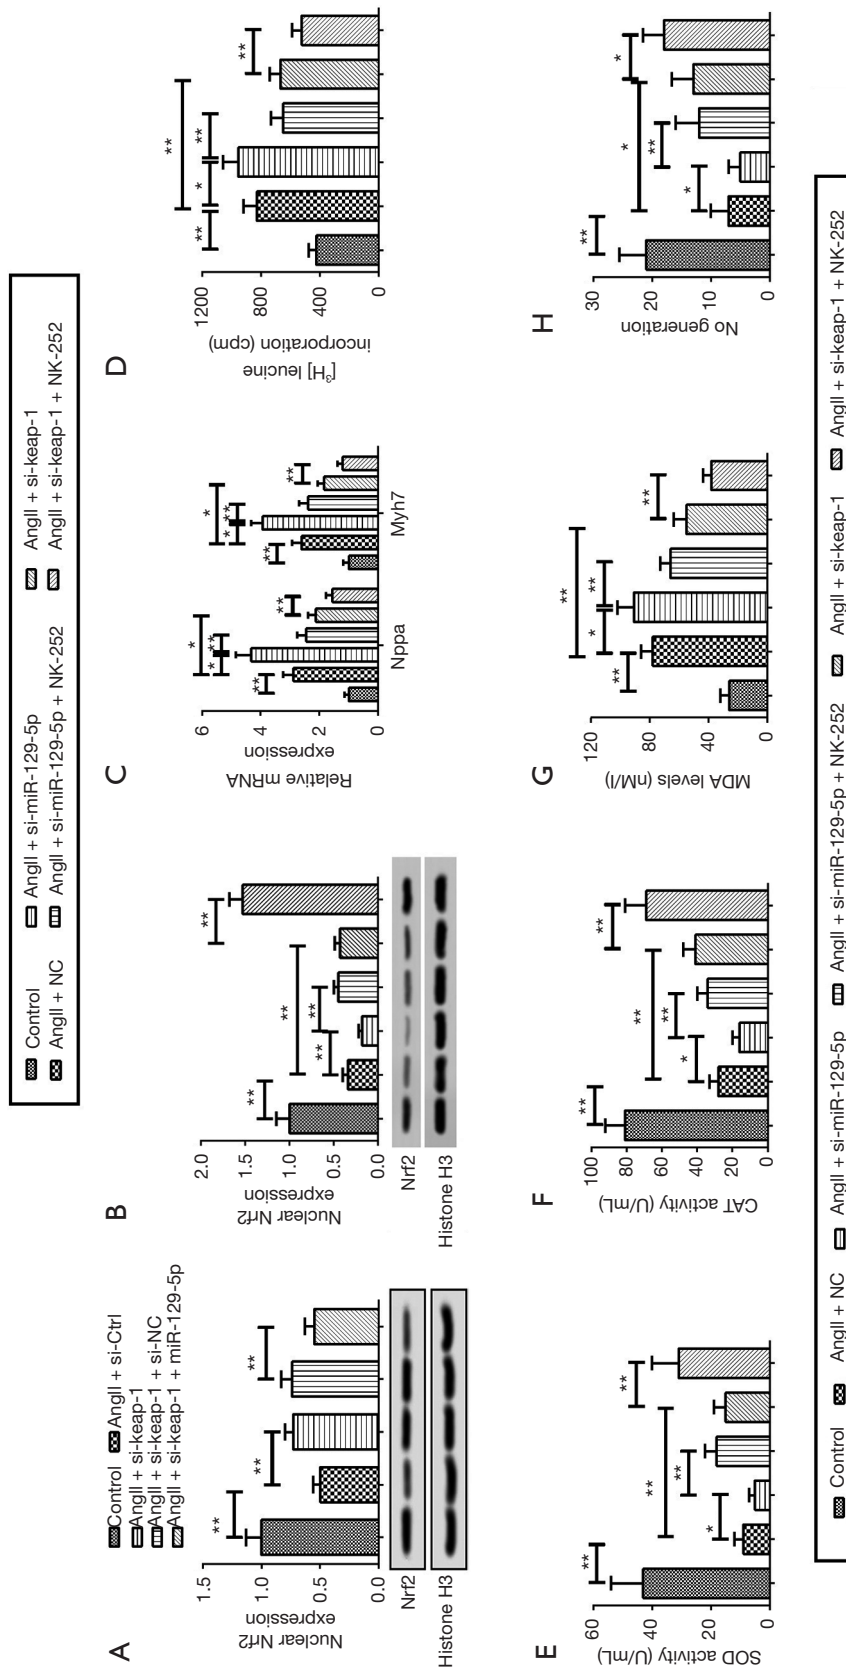 Control
AngII + si-miR-129-5p
AngII + si-keap-1
AngII + NC
AngII + si-miR-129-5p + NK-252
AngII + si-keap-1 + NK-252
A
Control
AngII + si-Ctrl
AngII + si-keap-1
AngII + si-keap-1 + si-NC
AngII + si-keap-1 + miR-129-5p
Nuclear Nrf2
expression
1.5
1.0
0.5
0.0
**
**
**
Nrf2
Histone H3
B
Nuclear Nrf2
expression
2.0
1.5
1.0
0.5
0.0
**
**
**
**
**
Nrf2
Histone H3
C
Relative mRNA
expression
6
4
2
0
**
*
**
*
**
**
*
**
*
**
Nppa
Myh7
D
[³H] leucine
incorporation (cpm)
1200
800
400
0
**
*
**
**
**
E
SOD activity (U/mL)
60
40
20
0
**
*
**
**
**
F
CAT activity (U/mL)
100
80
60
40
20
0
**
*
**
**
**
G
MDA levels (nM/l)
120
80
40
0
**
*
**
**
**
H
No generation
30
20
10
0
**
*
**
*
*
Control
AngII + NC
AngII + si-miR-129-5p
AngII + si-miR-129-5p + NK-252
AngII + si-keap-1
AngII + si-keap-1 + NK-252